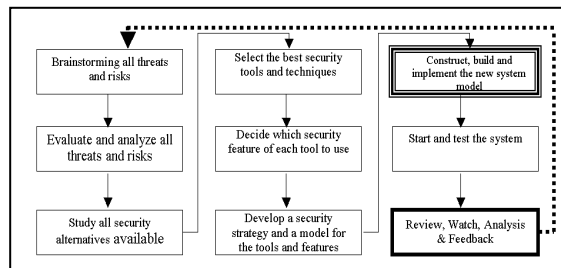 Brainstorming all threats
and risks
Evaluate and analyze all
threats and risks
Study all security
alternatives available
Select the best security
tools and techniques
Decide which security
feature of each tool to use
Develop a security
strategy and a model for
the tools and features
Construct, build and
implement the new system
model
Start and test the system
Review, Watch, Analysis
& Feedback